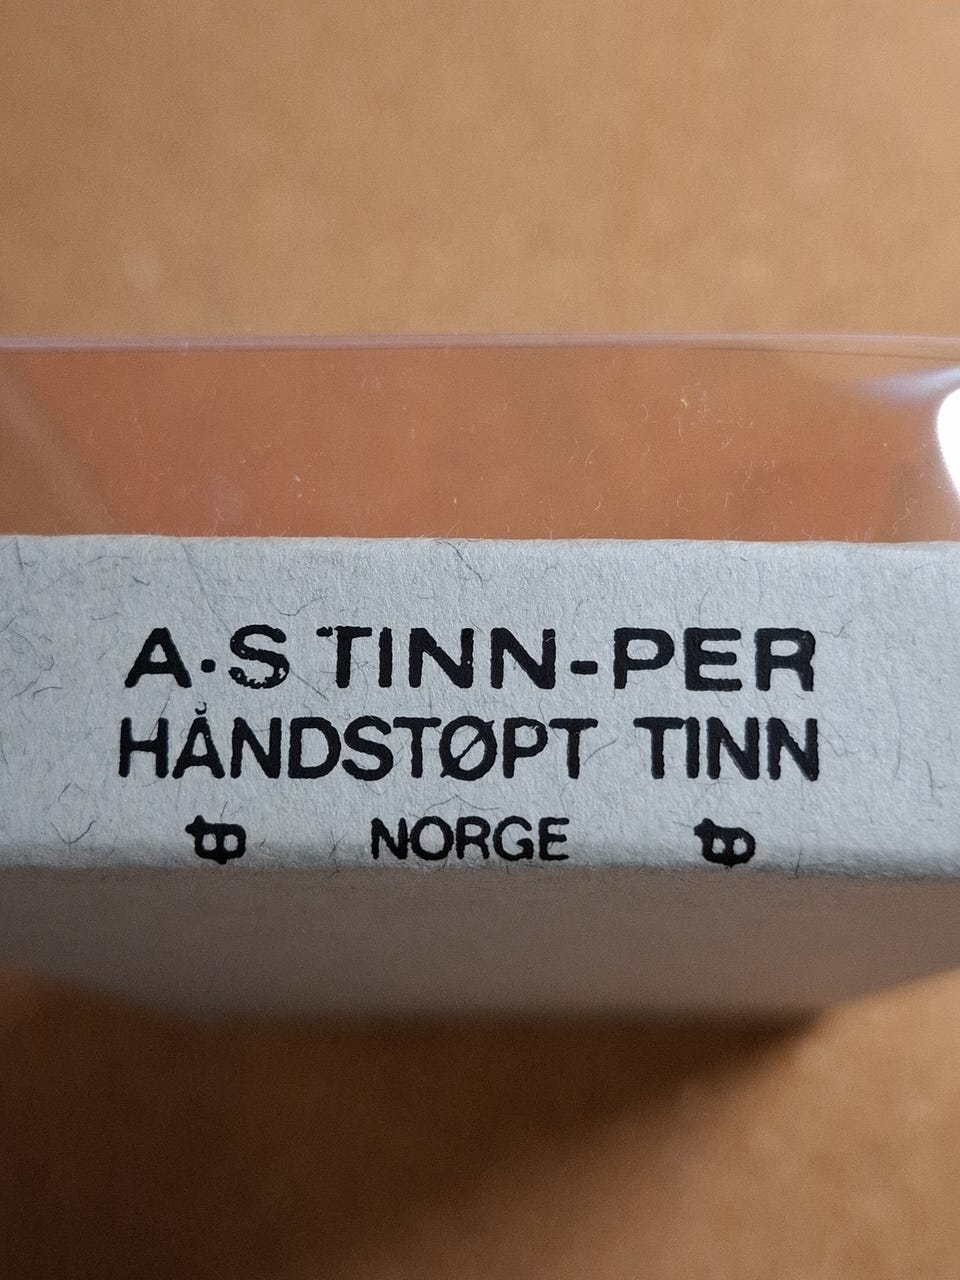 A·S TINN-PER
HÅNDSTØPT TINN
NORGE